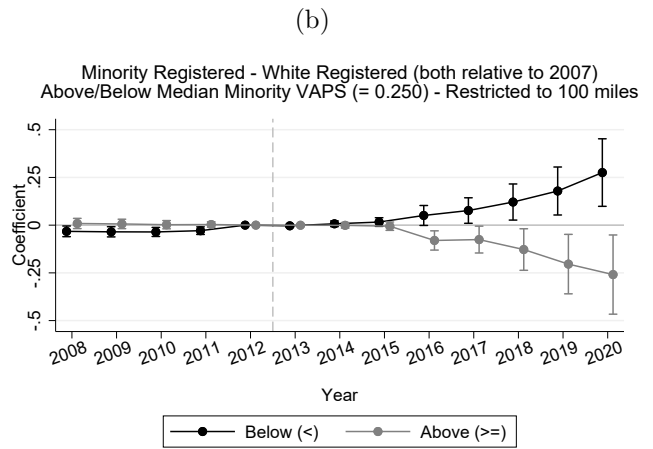 (b)
Minority Registered - White Registered (both relative to 2007)
Above/Below Median Minority VAPS (= 0.250) - Restricted to 100 miles
Coefficient
.5
.25
0
-.25
-.5
2008 2009 2010 2011 2012 2013 2014 2015 2016 2017 2018 2019 2020
Year
Below (<) Above (>=)